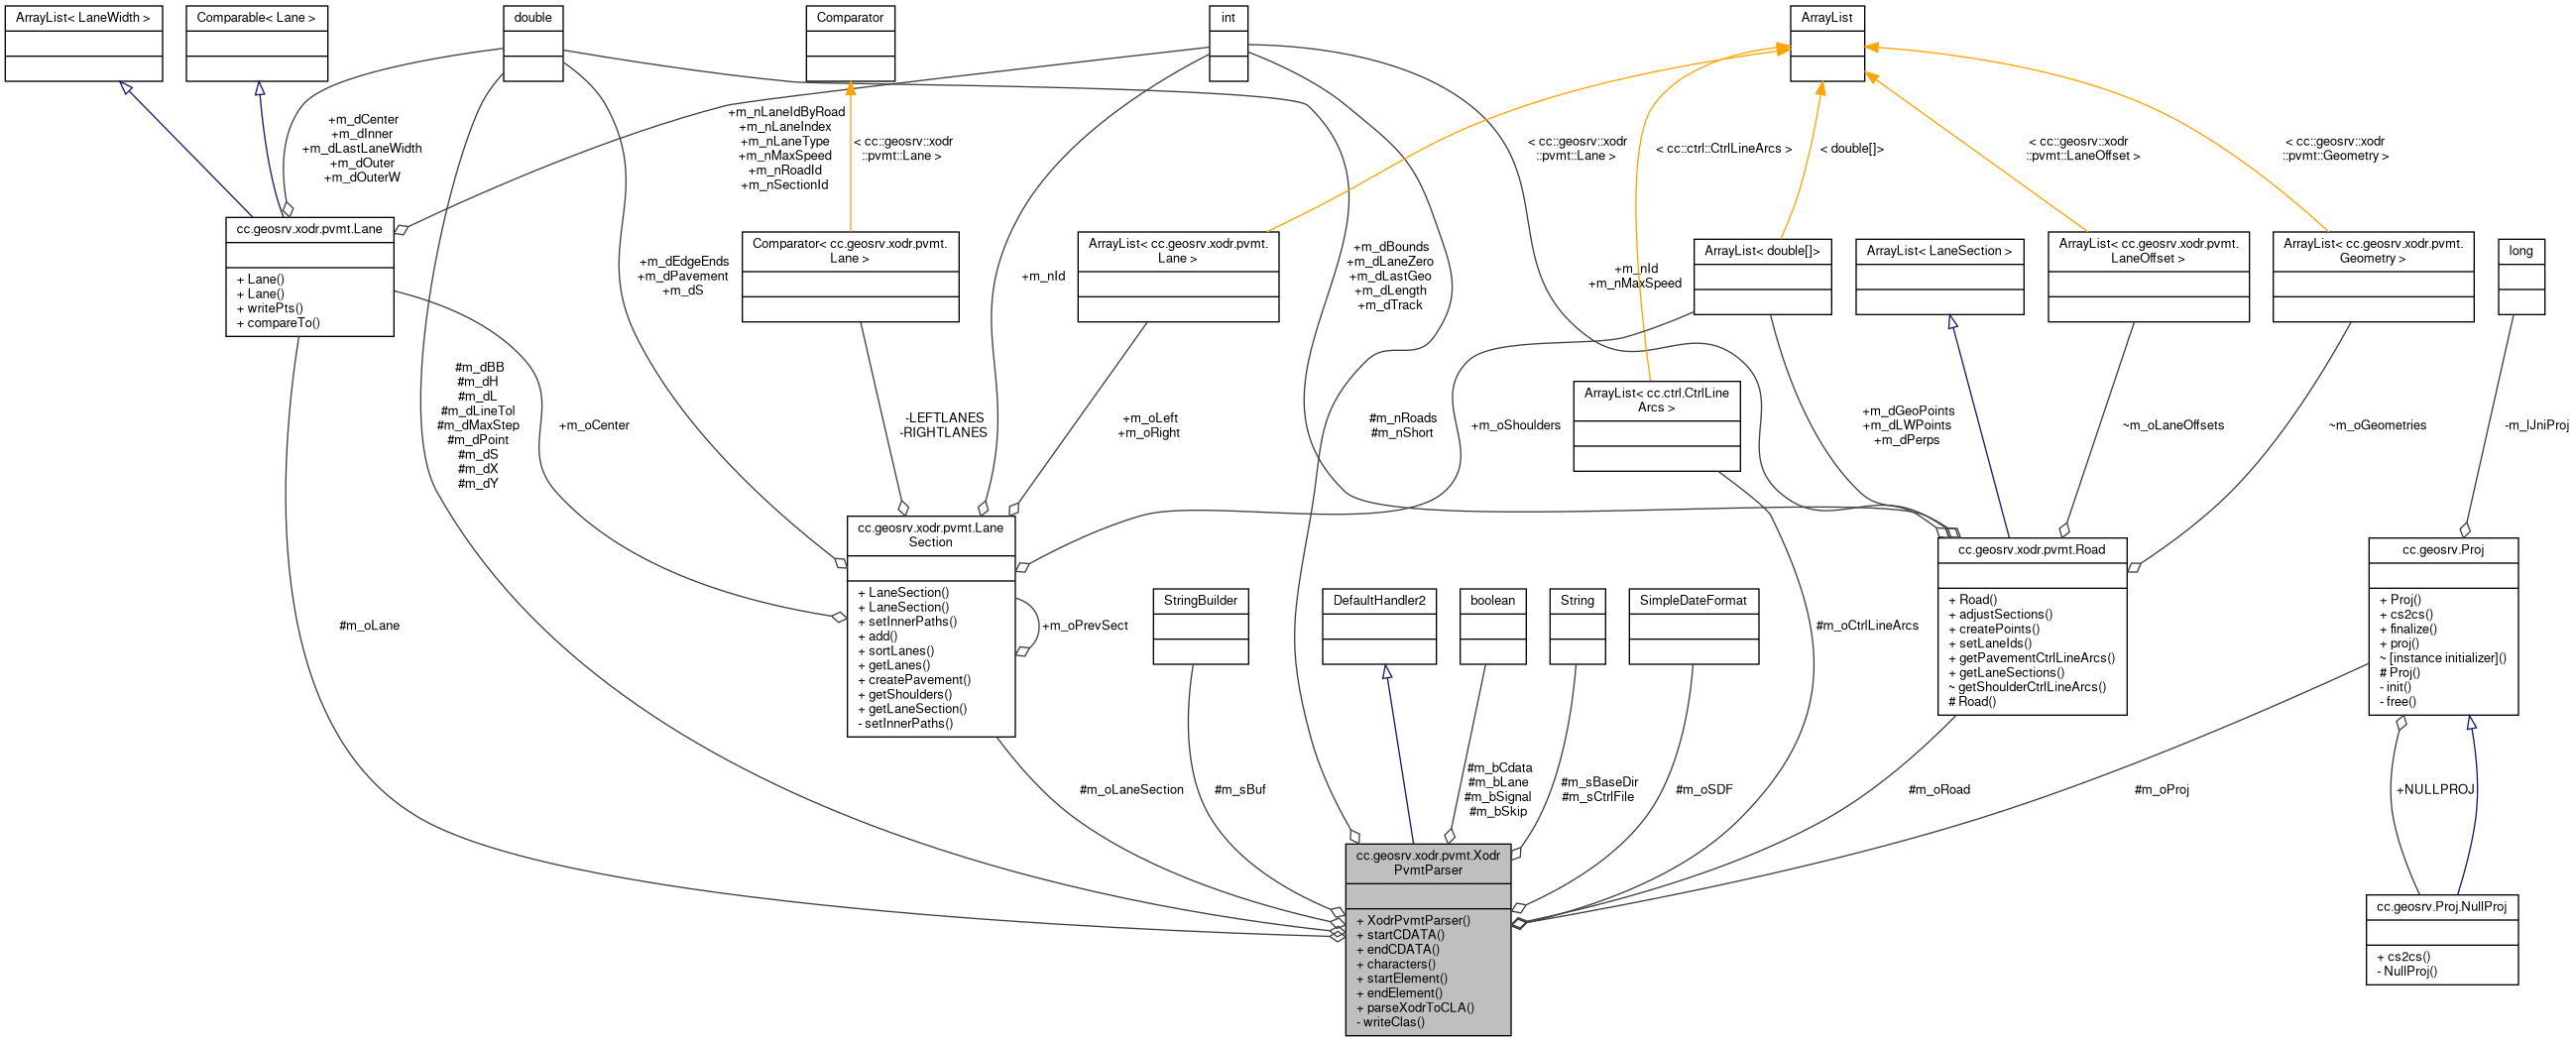 ArrayList< LaneWidth >
Comparable< Lane >
double
Comparator
int
ArrayList
+m_dCenter
+m_dInner
+m_dLastLaneWidth
+m_dOuter
+m_dOuterW
+m_nLaneIdByRoad
+m_nLaneIndex
+m_nLaneType
+m_nMaxSpeed
+m_nRoadId
+m_nSectionId
< cc::geosrv::xodr
::pvmt::Lane >
< cc::geosrv::xodr
::pvmt::Lane >
< cc::ctrl::CtrlLineArcs >
< double[]>
< cc::geosrv::xodr
::pvmt::LaneOffset >
< cc::geosrv::xodr
::pvmt::Geometry >
cc.geosrv.xodr.pvmt.Lane
+ Lane()
+ Lane()
+ writePts()
+ compareTo()
+m_dEdgeEnds
+m_dPavement
+m_dS
Comparator< cc.geosrv.xodr.pvmt.
Lane >
+m_nId
ArrayList< cc.geosrv.xodr.pvmt.
Lane >
+m_dBounds
+m_dLaneZero
+m_dLastGeo
+m_dLength
+m_dTrack
+m_nId
+m_nMaxSpeed
ArrayList< double[]>
ArrayList< LaneSection >
ArrayList< cc.geosrv.xodr.pvmt.
LaneOffset >
ArrayList< cc.geosrv.xodr.pvmt.
Geometry >
long
#m_dBB
#m_dH
#m_dL
#m_dLineTol
#m_dMaxStep
#m_dPoint
#m_dS
#m_dX
#m_dY
+m_oCenter
-LEFTLANES
-RIGHTLANES
+m_oLeft
+m_oRight
#m_nRoads
#m_nShort
+m_oShoulders
ArrayList< cc.ctrl.CtrlLine
Arcs >
+m_dGeoPoints
+m_dLWPoints
+m_dPerps
~m_oLaneOffsets
~m_oGeometries
-m_lJniProj
#m_oLane
cc.geosrv.xodr.pvmt.Lane
Section
+ LaneSection()
+ LaneSection()
+ setInnerPaths()
+ add()
+ sortLanes()
+ getLanes()
+ createPavement()
+ getShoulders()
+ getLaneSection()
- setInnerPaths()
+m_oPrevSect
StringBuilder
DefaultHandler2
boolean
String
SimpleDateFormat
#m_oCtrlLineArcs
cc.geosrv.xodr.pvmt.Road
+ Road()
+ adjustSections()
+ createPoints()
+ setLaneIds()
+ getPavementCtrlLineArcs()
+ getLaneSections()
~ getShoulderCtrlLineArcs()
# Road()
cc.geosrv.Proj
+ Proj()
+ cs2cs()
+ finalize()
+ proj()
~ [instance initializer]()
# Proj()
- init()
- free()
#m_oLaneSection
#m_sBuf
#m_bCdata
#m_bLane
#m_bSignal
#m_bSkip
#m_sBaseDir
#m_sCtrlFile
#m_oSDF
#m_oRoad
#m_oProj
+NULLPROJ
cc.geosrv.xodr.pvmt.Xodr
PvmtParser
+ XodrPvmtParser()
+ startCDATA()
+ endCDATA()
+ characters()
+ startElement()
+ endElement()
+ parseXodrToCLA()
- writeClas()
cc.geosrv.Proj.NullProj
+ cs2cs()
- NullProj()